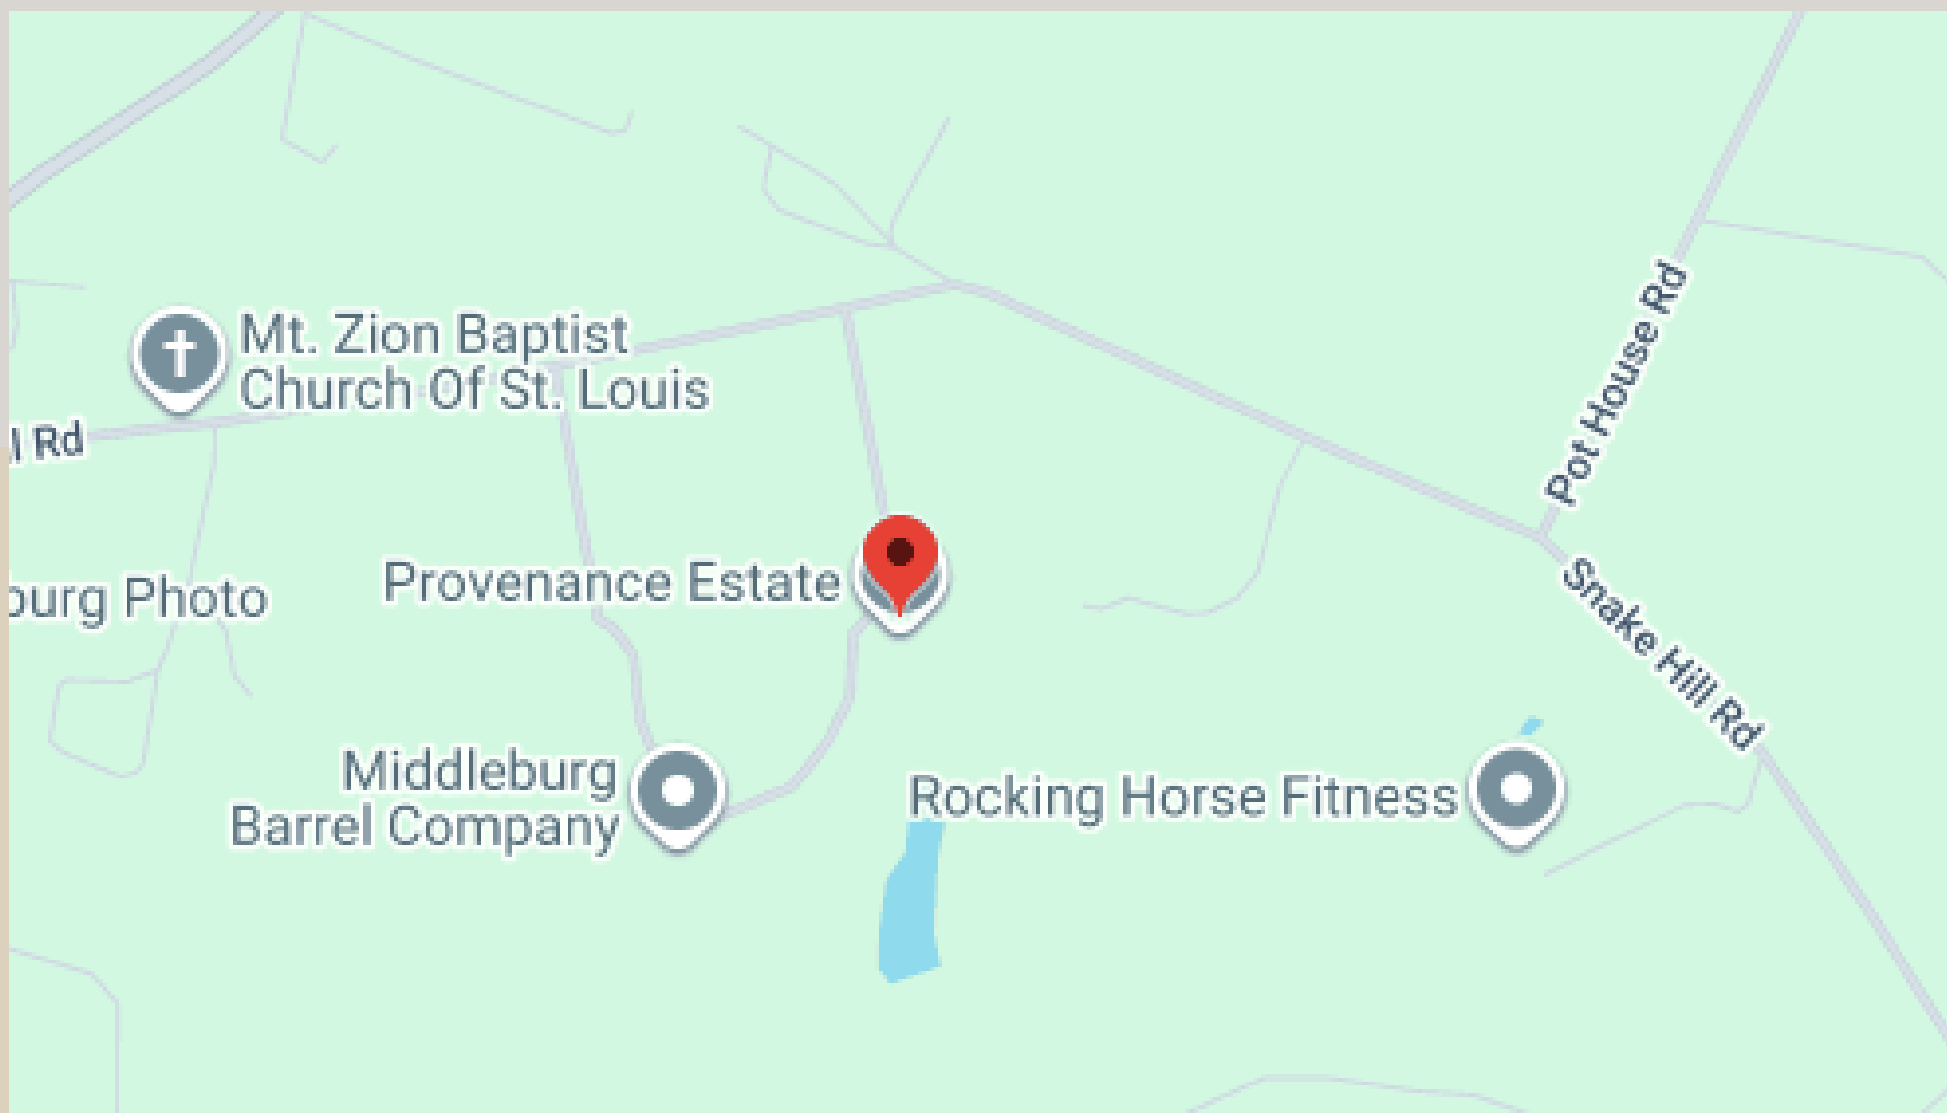 Mt. Zion Baptist
Church Of St. Louis
Rd
Pot House Rd
Provenance Estate
Photo
Snake Hill Rd
Middleburg
Barrel Company
Rocking Horse Fitness